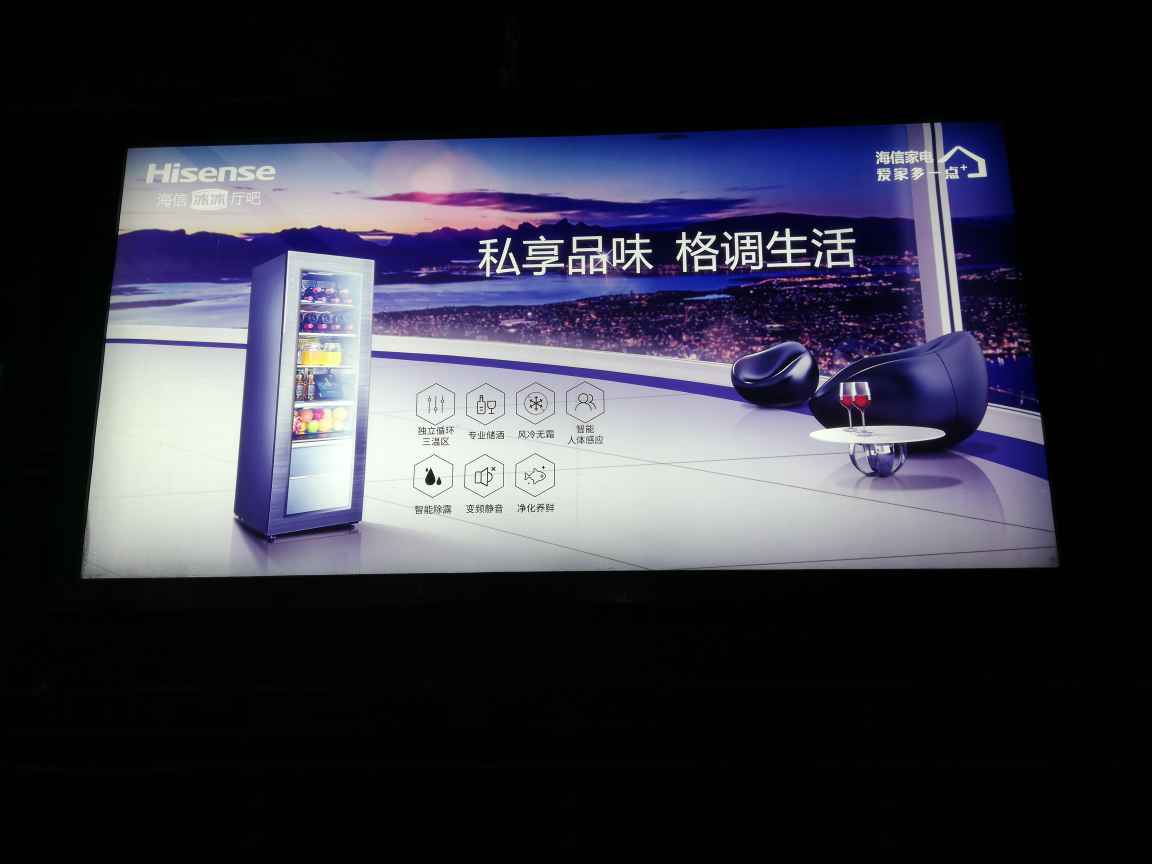 Hisense
海信 冰冰 厅吧
海信家电
爱家多一点+
私享品味 格调生活
独立循环
三温区
专业储酒
风冷无霜
智能
人体感应
智能除露
变频静音
净化养鲜